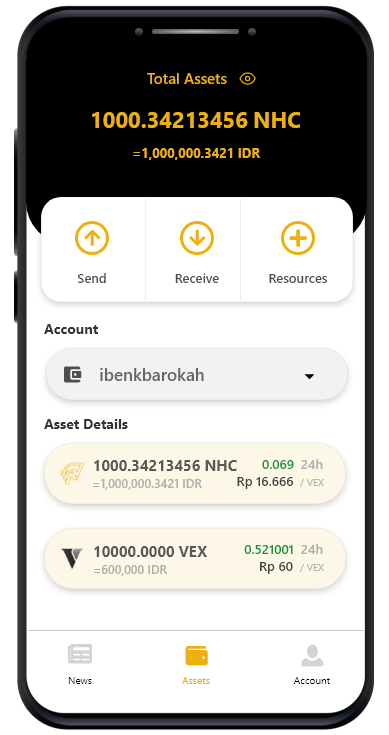 Total Assets
1000.34213456 NHC
=1,000,000.3421 IDR
Send Receive Resources
Account
ibenkbarokah
Asset Details
1000.34213456 NHC 0.069 24h
=1,000,000.3421 IDR Rp 16.666 / VEX
10000.0000 VEX 0.521001 24h
=600,000 IDR Rp 60 / VEX
News Assets Account